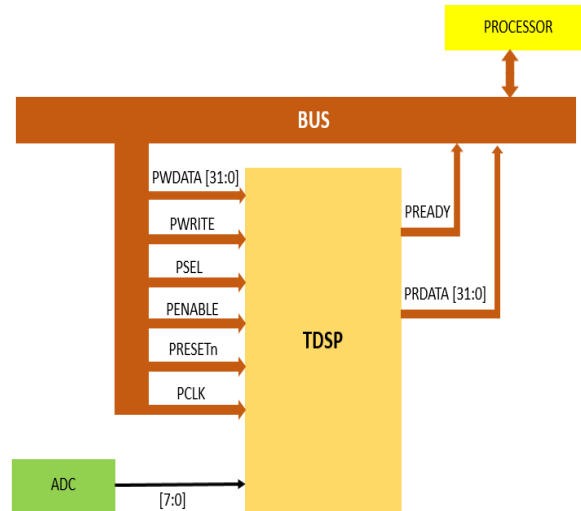 PROCESSOR
BUS
PWDATA [31:0]
PWRITE
PSEL
PENABLE
PRESETn
PCLK
PREADY
PRDATA [31:0]
TDSP
ADC
[7:0]